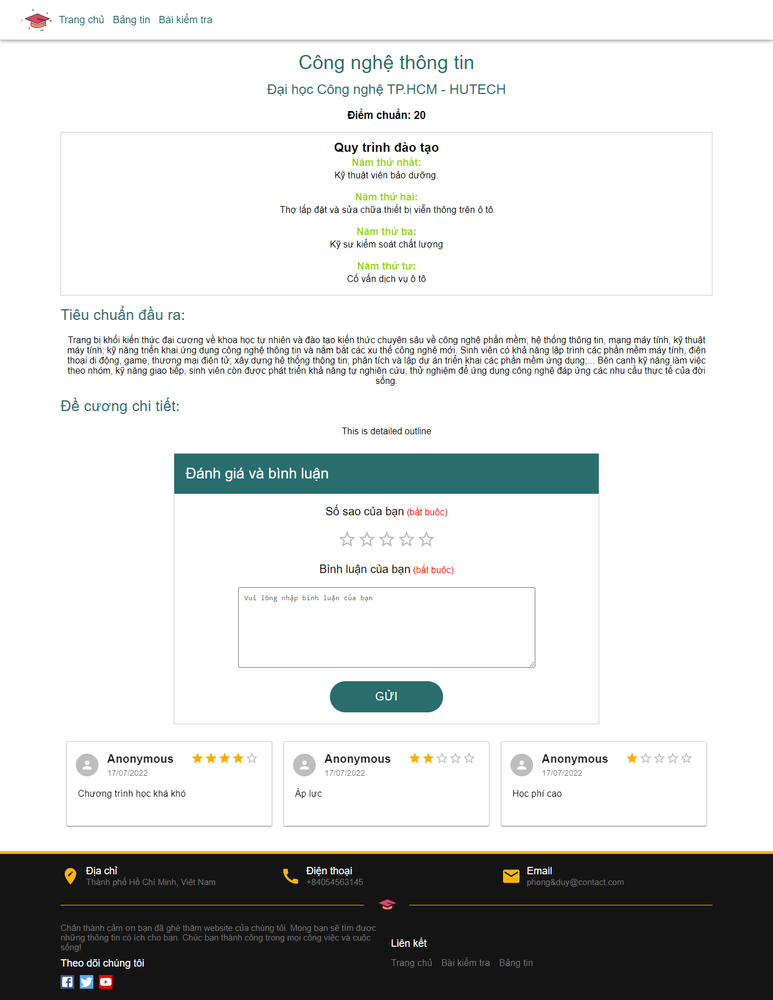 Trang chủ Bảng tin Bài kiểm tra
Công nghệ thông tin
Đại học Công nghệ TP.HCM - HUTECH
Điểm chuẩn: 20
Quy trình đào tạo
Năm thứ nhất:
Kỹ thuật viên bảo dưỡng.
Năm thứ hai:
Thợ lắp đặt và sửa chữa thiết bị viễn thông trên ô tô
Năm thứ ba:
Kỹ sư kiểm soát chất lượng
Năm thứ tư:
Cố vấn dịch vụ ô tô
Tiêu chuẩn đầu ra:
Trang bị khối kiến thức đại cương về khoa học tự nhiên và đào tạo kiến thức chuyên sâu về công nghệ phần mềm, hệ thống thông tin, mạng máy tính, kỹ thuật
máy tính; kỹ năng triển khai ứng dụng công nghệ thông tin và nắm bắt các xu thế công nghệ mới. Sinh viên có khả năng lập trình các phần mềm máy tính, điện
thoại di động, game, thương mại điện tử; xây dựng hệ thống thông tin; phân tích và lập dự án triển khai các phần mềm ứng dụng;... Bên cạnh kỹ năng làm việc
theo nhóm, kỹ năng giao tiếp, sinh viên còn được phát triển khả năng tự nghiên cứu, thử nghiệm để ứng dụng công nghệ đáp ứng các nhu cầu thực tế của đời
sống.
Đề cương chi tiết:
This is detailed outline
Đánh giá và bình luận
Số sao của bạn (bắt buộc)
Bình luận của bạn (bắt buộc)
Vui lòng nhập bình luận của bạn
GỬI
Anonymous
17/07/2022
Chương trình học khá khó
Anonymous
17/07/2022
Áp lực
Anonymous
17/07/2022
Học phí cao
Địa chỉ
Thành phố Hồ Chí Minh, Việt Nam
Điện thoại
+84054563145
Email
phong&duy@contact.com
Chân thành cảm ơn bạn đã ghé thăm website của chúng tôi. Mong bạn sẽ tìm được
những thông tin có ích cho bạn. Chúc bạn thành công trong mọi công việc và cuộc
sống!
Theo dõi chúng tôi
Liên kết
Trang chủ Bài kiểm tra Bảng tin